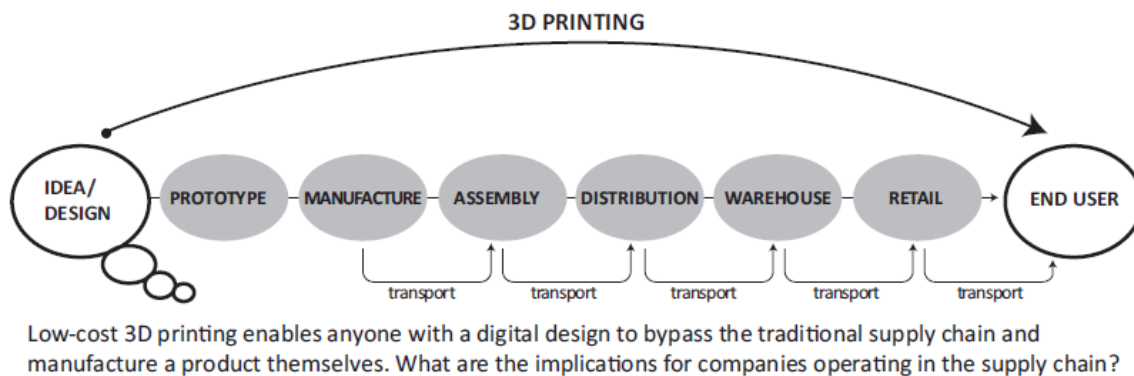 3D PRINTING
IDEA/
DESIGN
PROTOTYPE
MANUFACTURE
ASSEMBLY
DISTRIBUTION
WAREHOUSE
RETAIL
END USER
transport
transport
transport
transport
transport
Low-cost 3D printing enables anyone with a digital design to bypass the traditional supply chain and
manufacture a product themselves. What are the implications for companies operating in the supply chain?